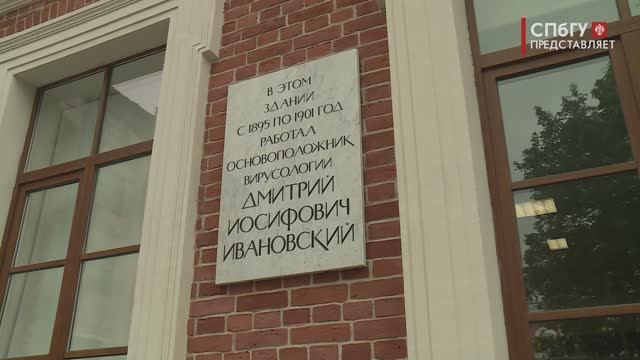 СПбГУ
ПРЕДСТАВЛЯЕТ
В ЭТОМ
ЗДАНИИ
С 1895 ПО 1901 ГОД
РАБОТАЛ
ОСНОВОПОЛОЖНИК
ВИРУСОЛОГИИ
ДМИТРИЙ
ИОСИФОВИЧ
ИВАНОВСКИЙ